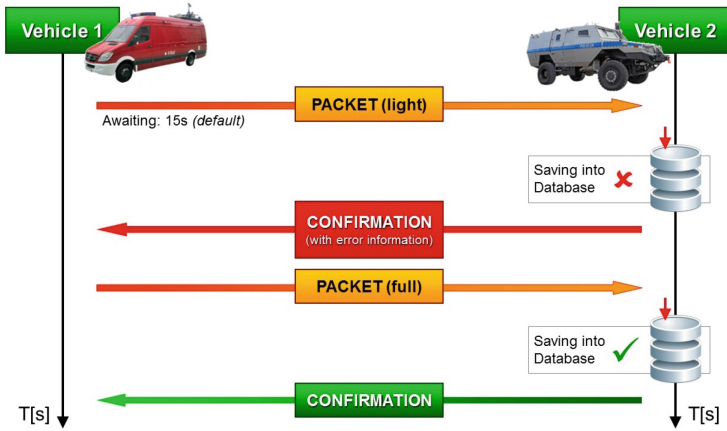 Vehicle 1
Vehicle 2
PACKET (light)
Awaiting: 15s (default)
Saving into
Database
CONFIRMATION
(with error information)
PACKET (full)
Saving into
Database
CONFIRMATION
T[s]
T[s]